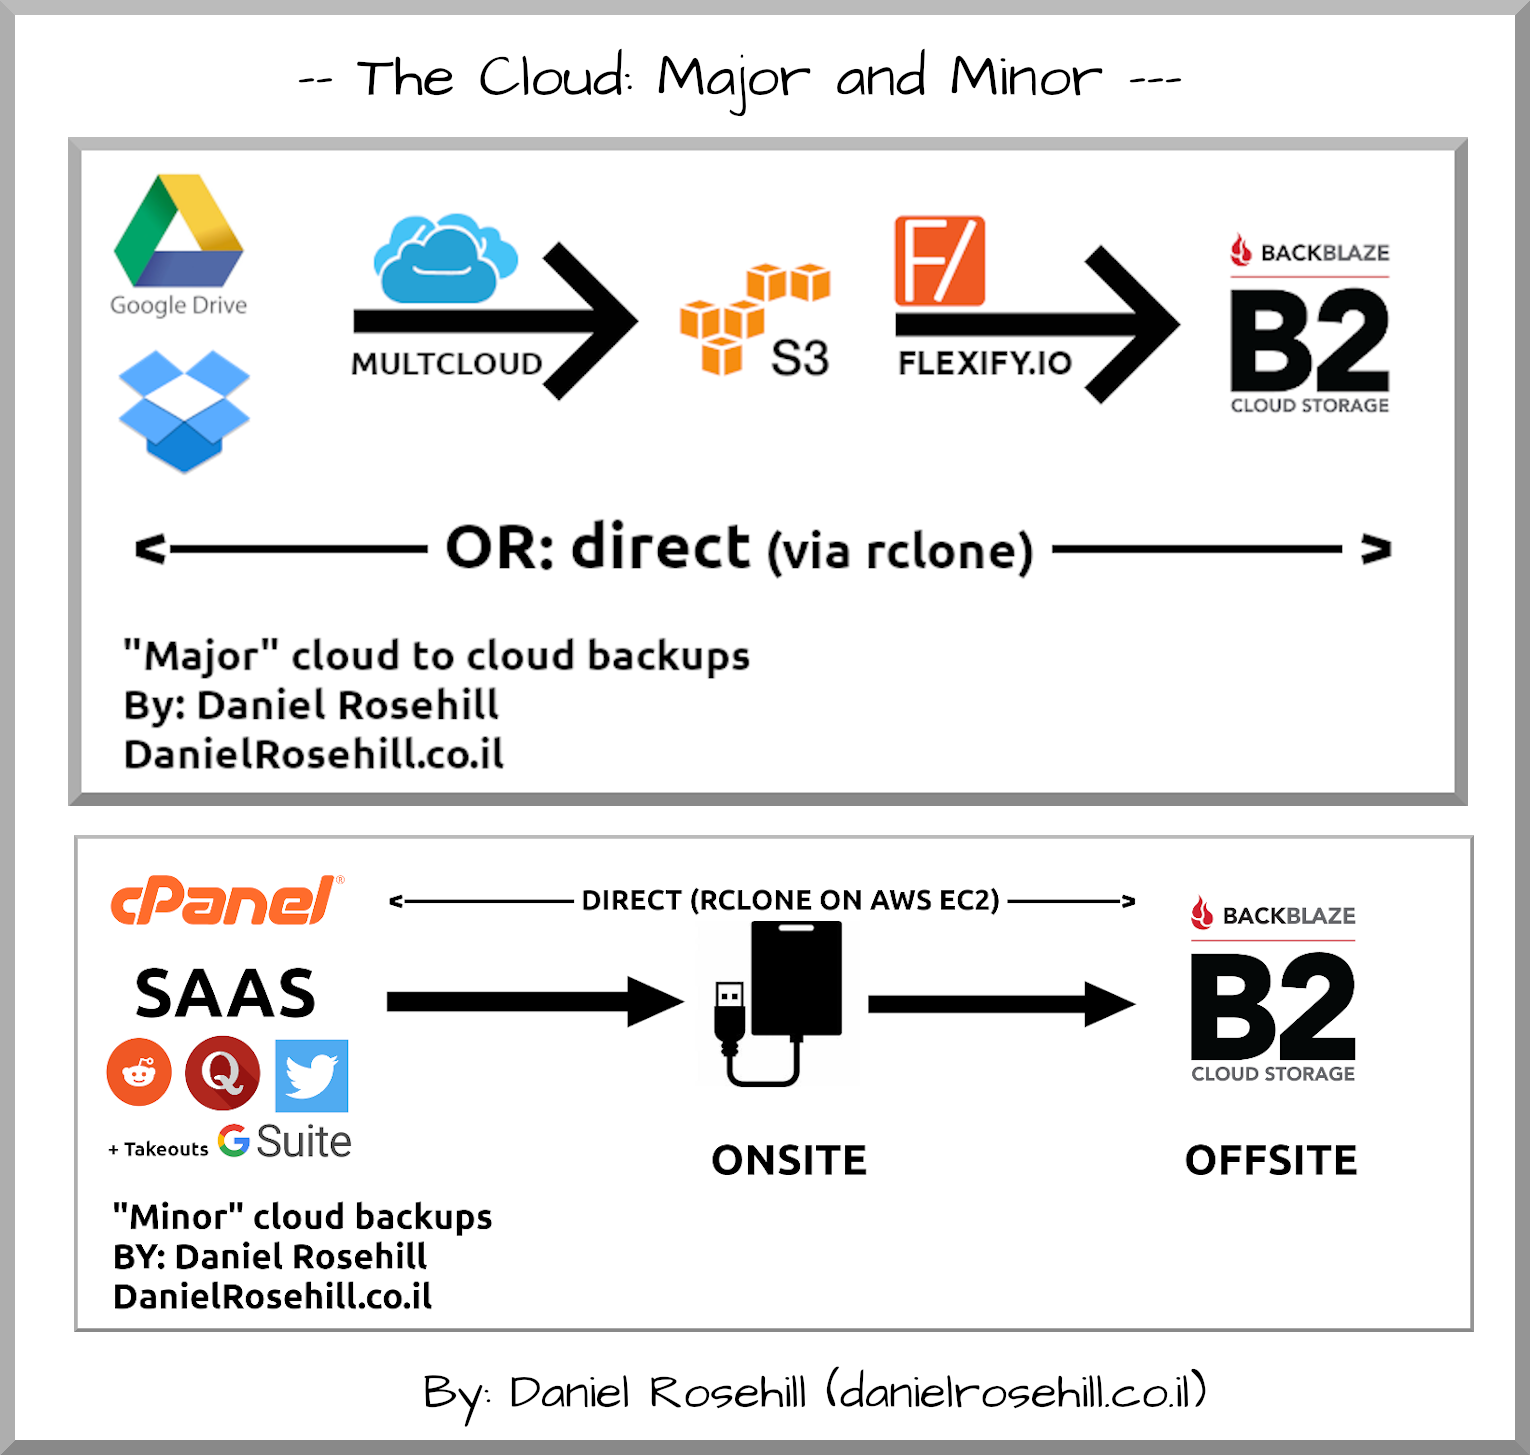 -- The Cloud: Major and Minor ---
Google Drive
MULTCLOUD
S3
F/
FLEXIFY.IO
BACKBLAZE
B2
CLOUD STORAGE
< OR: direct (via rclone) >
"Major" cloud to cloud backups
By: Daniel Rosehill
DanielRosehill.co.il
cPanel®
SAAS
Q
+ Takeouts G Suite
< DIRECT (RCLONE ON AWS EC2) >
ONSITE
BACKBLAZE
B2
CLOUD STORAGE
OFFSITE
"Minor" cloud backups
BY: Daniel Rosehill
DanielRosehill.co.il
By: Daniel Rosehill (danielrosehill.co.il)